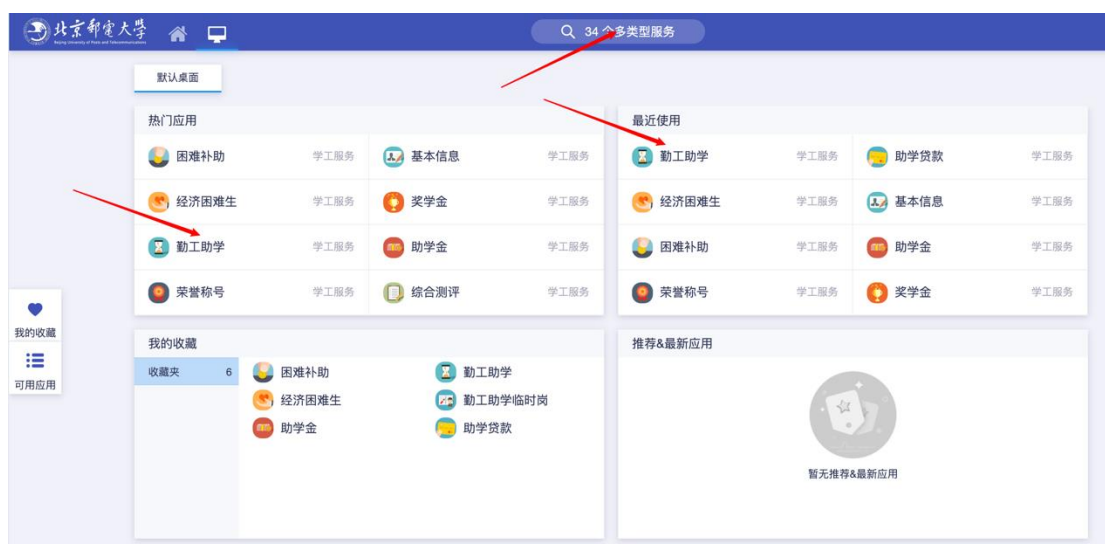 北京邮电大学
Beijing University of Posts and Telecommunications
34 个多类型服务
默认桌面
热门应用
困难补助 学工服务 基本信息 学工服务
经济困难生 学工服务 奖学金 学工服务
勤工助学 学工服务 助学金 学工服务
荣誉称号 学工服务 综合测评 学工服务
最近使用
勤工助学 学工服务 助学贷款 学工服务
经济困难生 学工服务 基本信息 学工服务
困难补助 学工服务 助学金 学工服务
荣誉称号 学工服务 奖学金 学工服务
我的收藏
可用应用
我的收藏
收藏夹 6
困难补助 勤工助学
经济困难生 勤工助学临时岗
助学金 助学贷款
推荐&最新应用
暂无推荐&最新应用